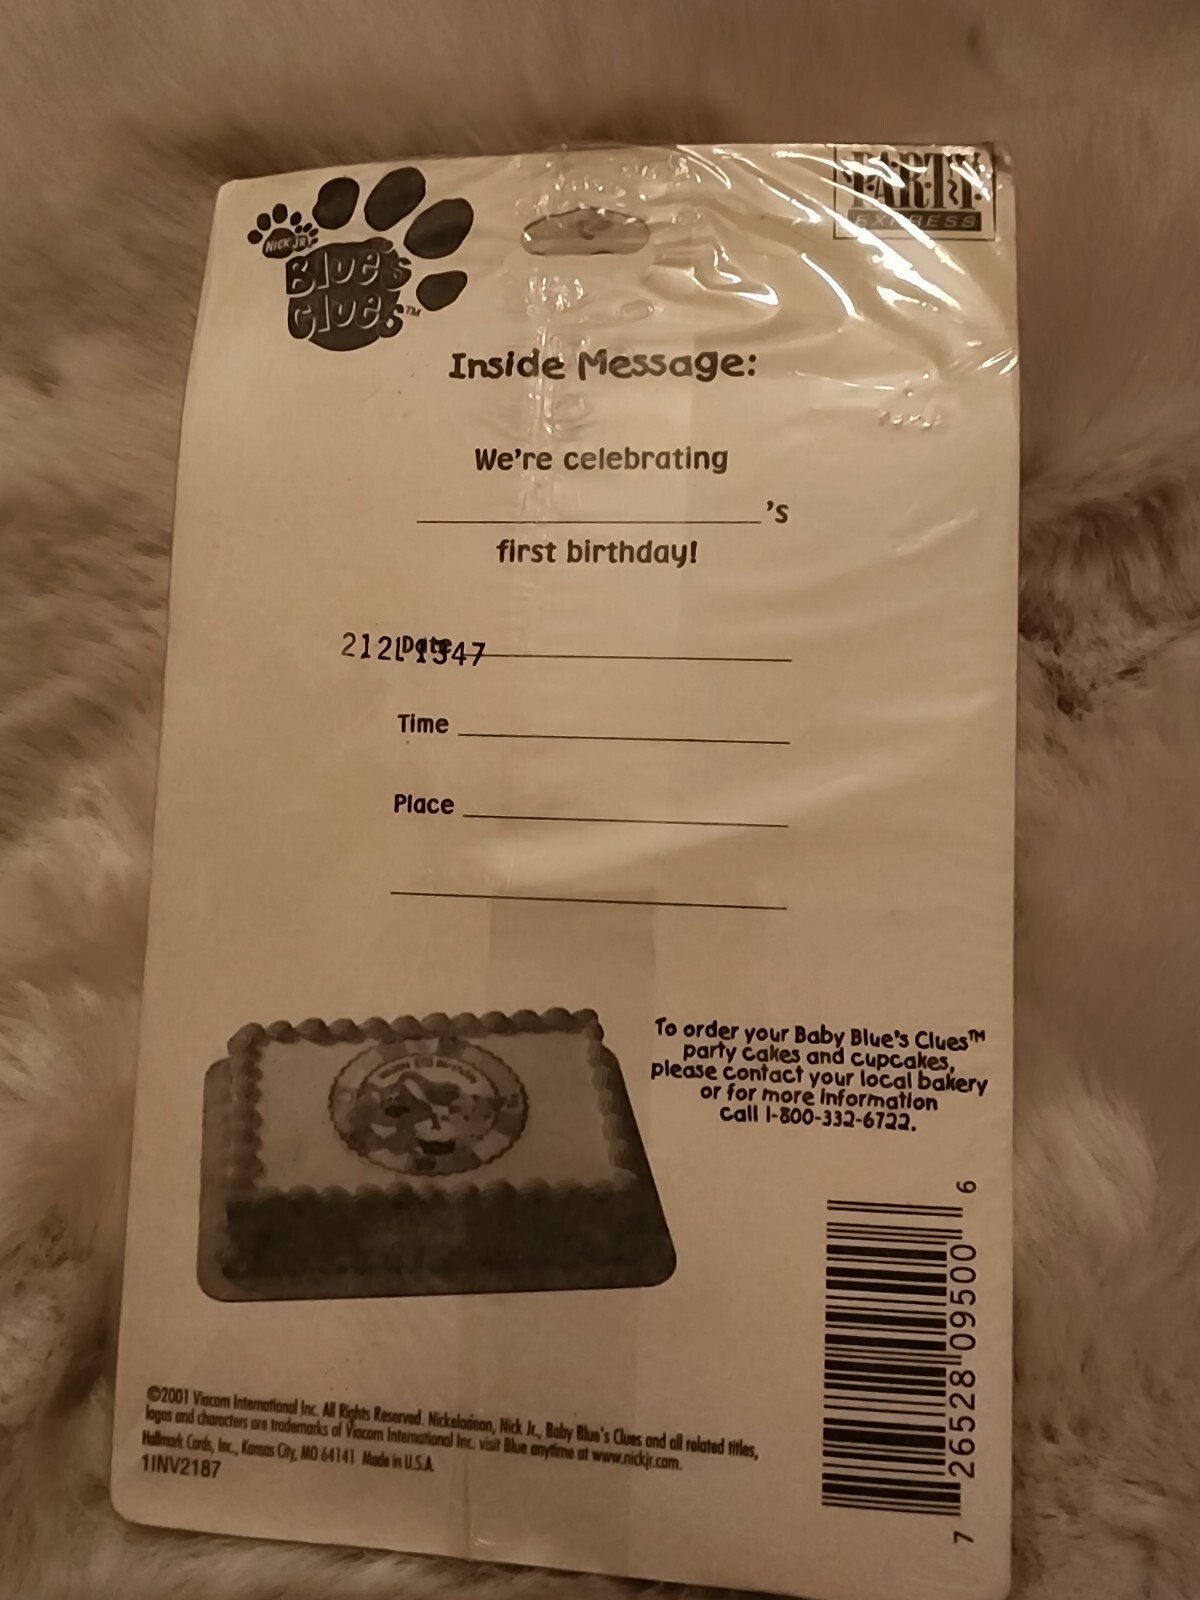 NICK JR.
Blue's
Clues™
PARTY
EXPRESS
Inside Message:
We're celebrating
's
first birthday!
Date
Time
Place
To order your Baby Blue's Clues™
party cakes and cupcakes,
please contact your local bakery
or for more information
call 1-800-332-6722.
©2001 Viacom International Inc. All Rights Reserved. Nickelodeon, Nick Jr., Baby Blue's Clues and all related titles,
logos and characters are trademarks of Viacom International Inc. visit Blue anytime at www.nickjr.com.
Hallmark Cards, Inc., Kansas City, MO 64141 Made in U.S.A.
1INV2187
7 26528 09500 6